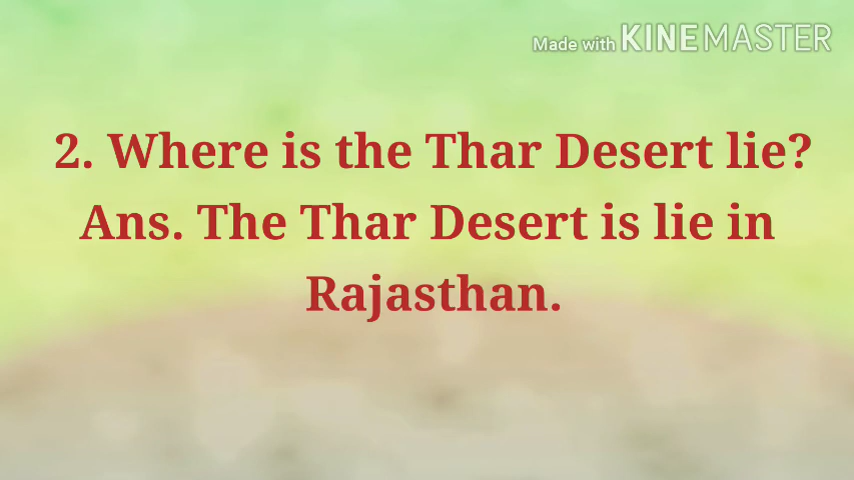 Made with KINEMASTER
2. Where is the Thar Desert lie?
Ans. The Thar Desert is lie in
Rajasthan.